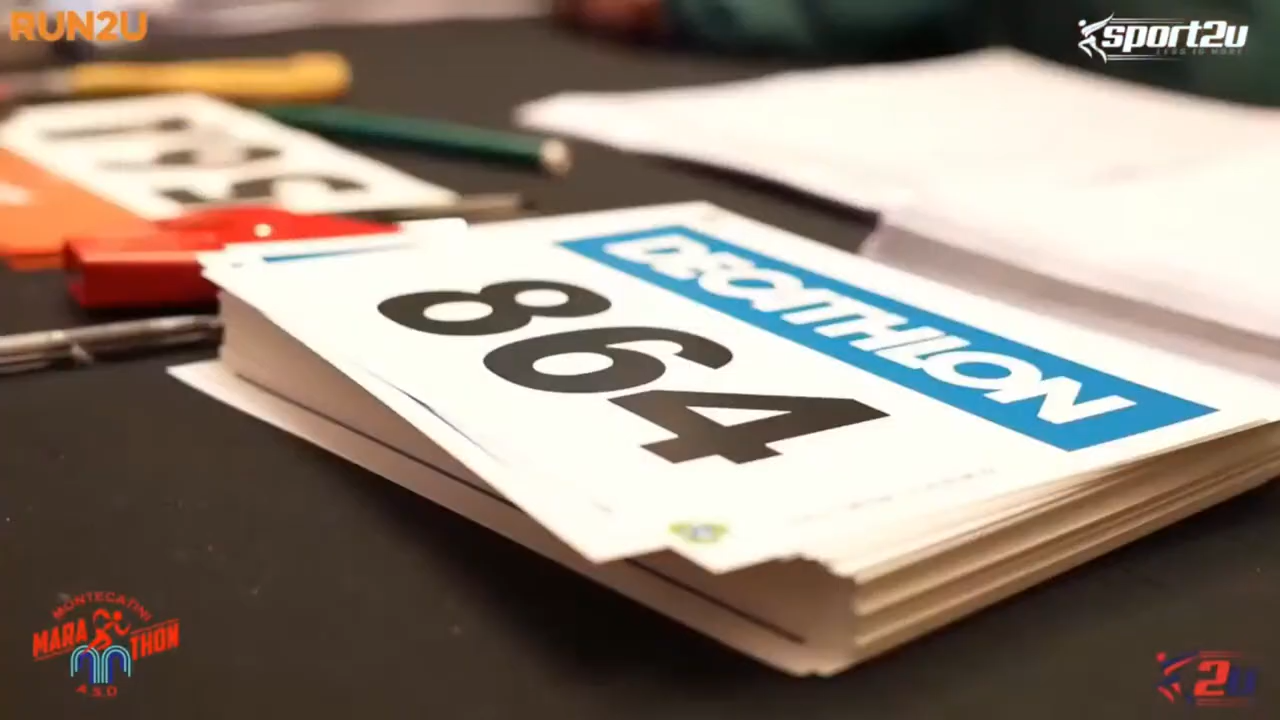 RUN2U
sport2u
DECATHLON
864
MONTECATINI
MARATHON
A.S.D
2u